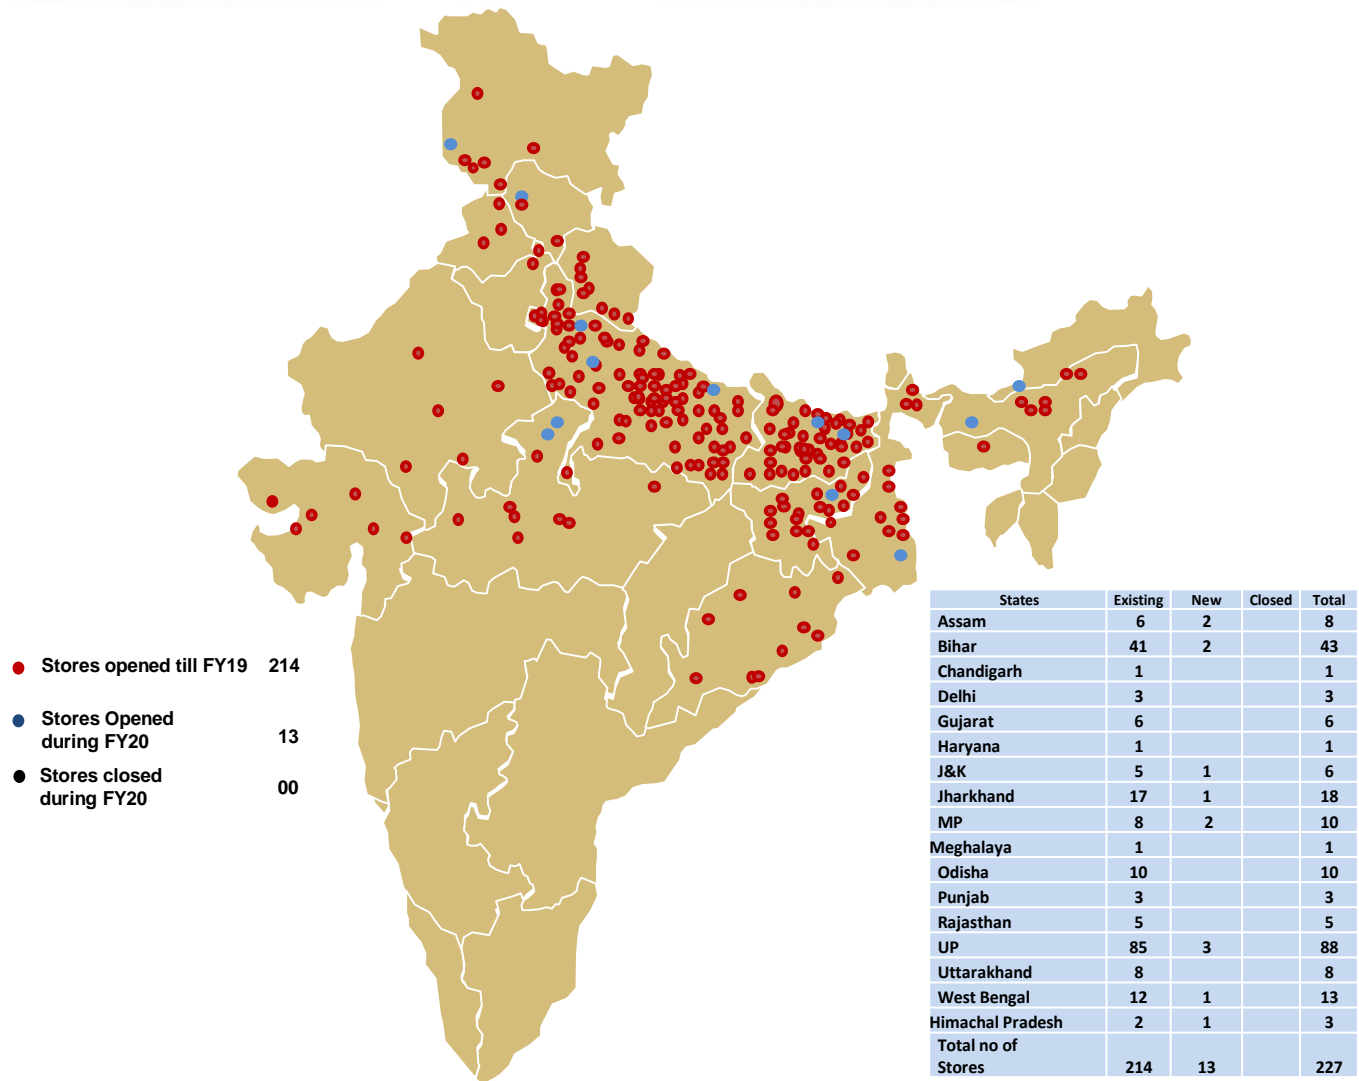 Stores opened till FY19 214
Stores Opened
during FY20 13
Stores closed
during FY20 00
States Existing New Closed Total
Assam 6 2 8
Bihar 41 2 43
Chandigarh 1 1
Delhi 3 3
Gujarat 6 6
Haryana 1 1
J&K 5 1 6
Jharkhand 17 1 18
MP 8 2 10
Meghalaya 1 1
Odisha 10 10
Punjab 3 3
Rajasthan 5 5
UP 85 3 88
Uttarakhand 8 8
West Bengal 12 1 13
Himachal Pradesh 2 1 3
Total no of
Stores 214 13 227